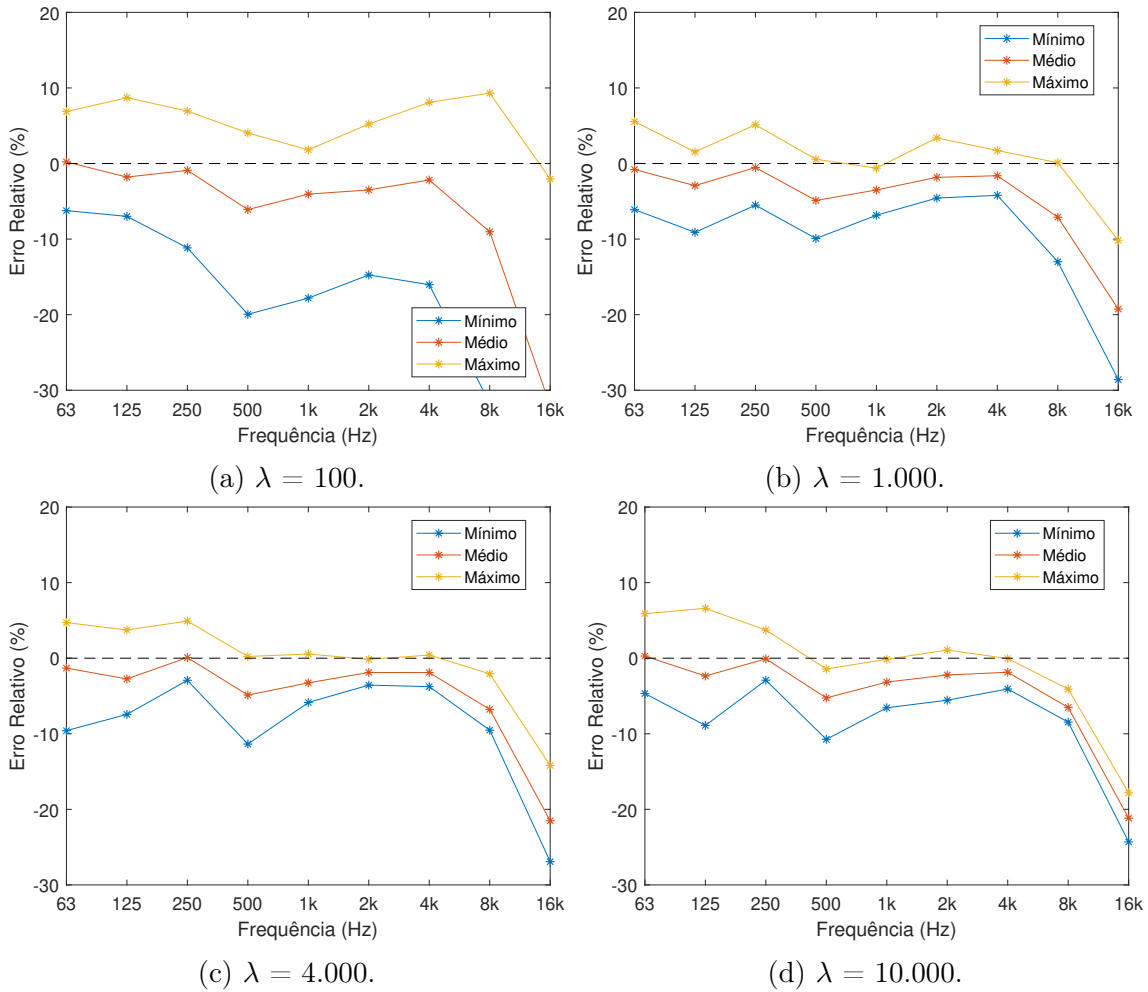 20
10
0
-10
-20
-30
Erro Relativo (%)
Mínimo
Médio
Máximo
63 125 250 500 1k 2k 4k 8k 16k
Frequência (Hz)
(a) λ = 100.
20
10
0
-10
-20
-30
Erro Relativo (%)
Mínimo
Médio
Máximo
63 125 250 500 1k 2k 4k 8k 16k
Frequência (Hz)
(b) λ = 1.000.
20
10
0
-10
-20
-30
Erro Relativo (%)
Mínimo
Médio
Máximo
63 125 250 500 1k 2k 4k 8k 16k
Frequência (Hz)
(c) λ = 4.000.
20
10
0
-10
-20
-30
Erro Relativo (%)
Mínimo
Médio
Máximo
63 125 250 500 1k 2k 4k 8k 16k
Frequência (Hz)
(d) λ = 10.000.